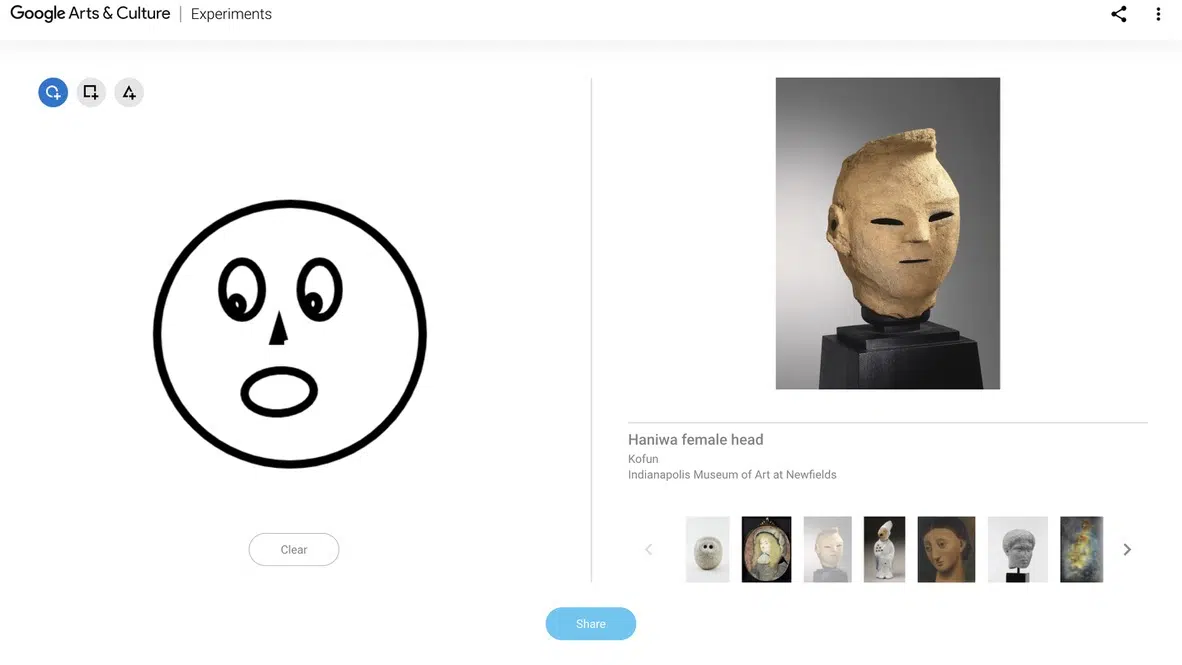 Google Arts & Culture | Experiments
Haniwa female head
Kofun
Indianapolis Museum of Art at Newfields
Clear
Share